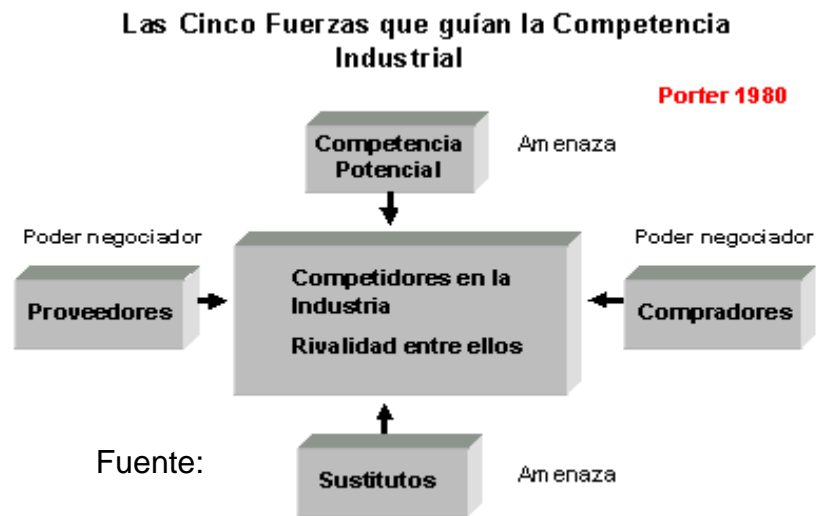 Las Cinco Fuerzas que guían la Competencia
Industrial
Porter 1980
Competencia
Potencial
Amenaza
Poder negociador
Poder negociador
Proveedores
Competidores en la
Industria
Rivalidad entre ellos
Compradores
Fuente:
Sustitutos
Amenaza